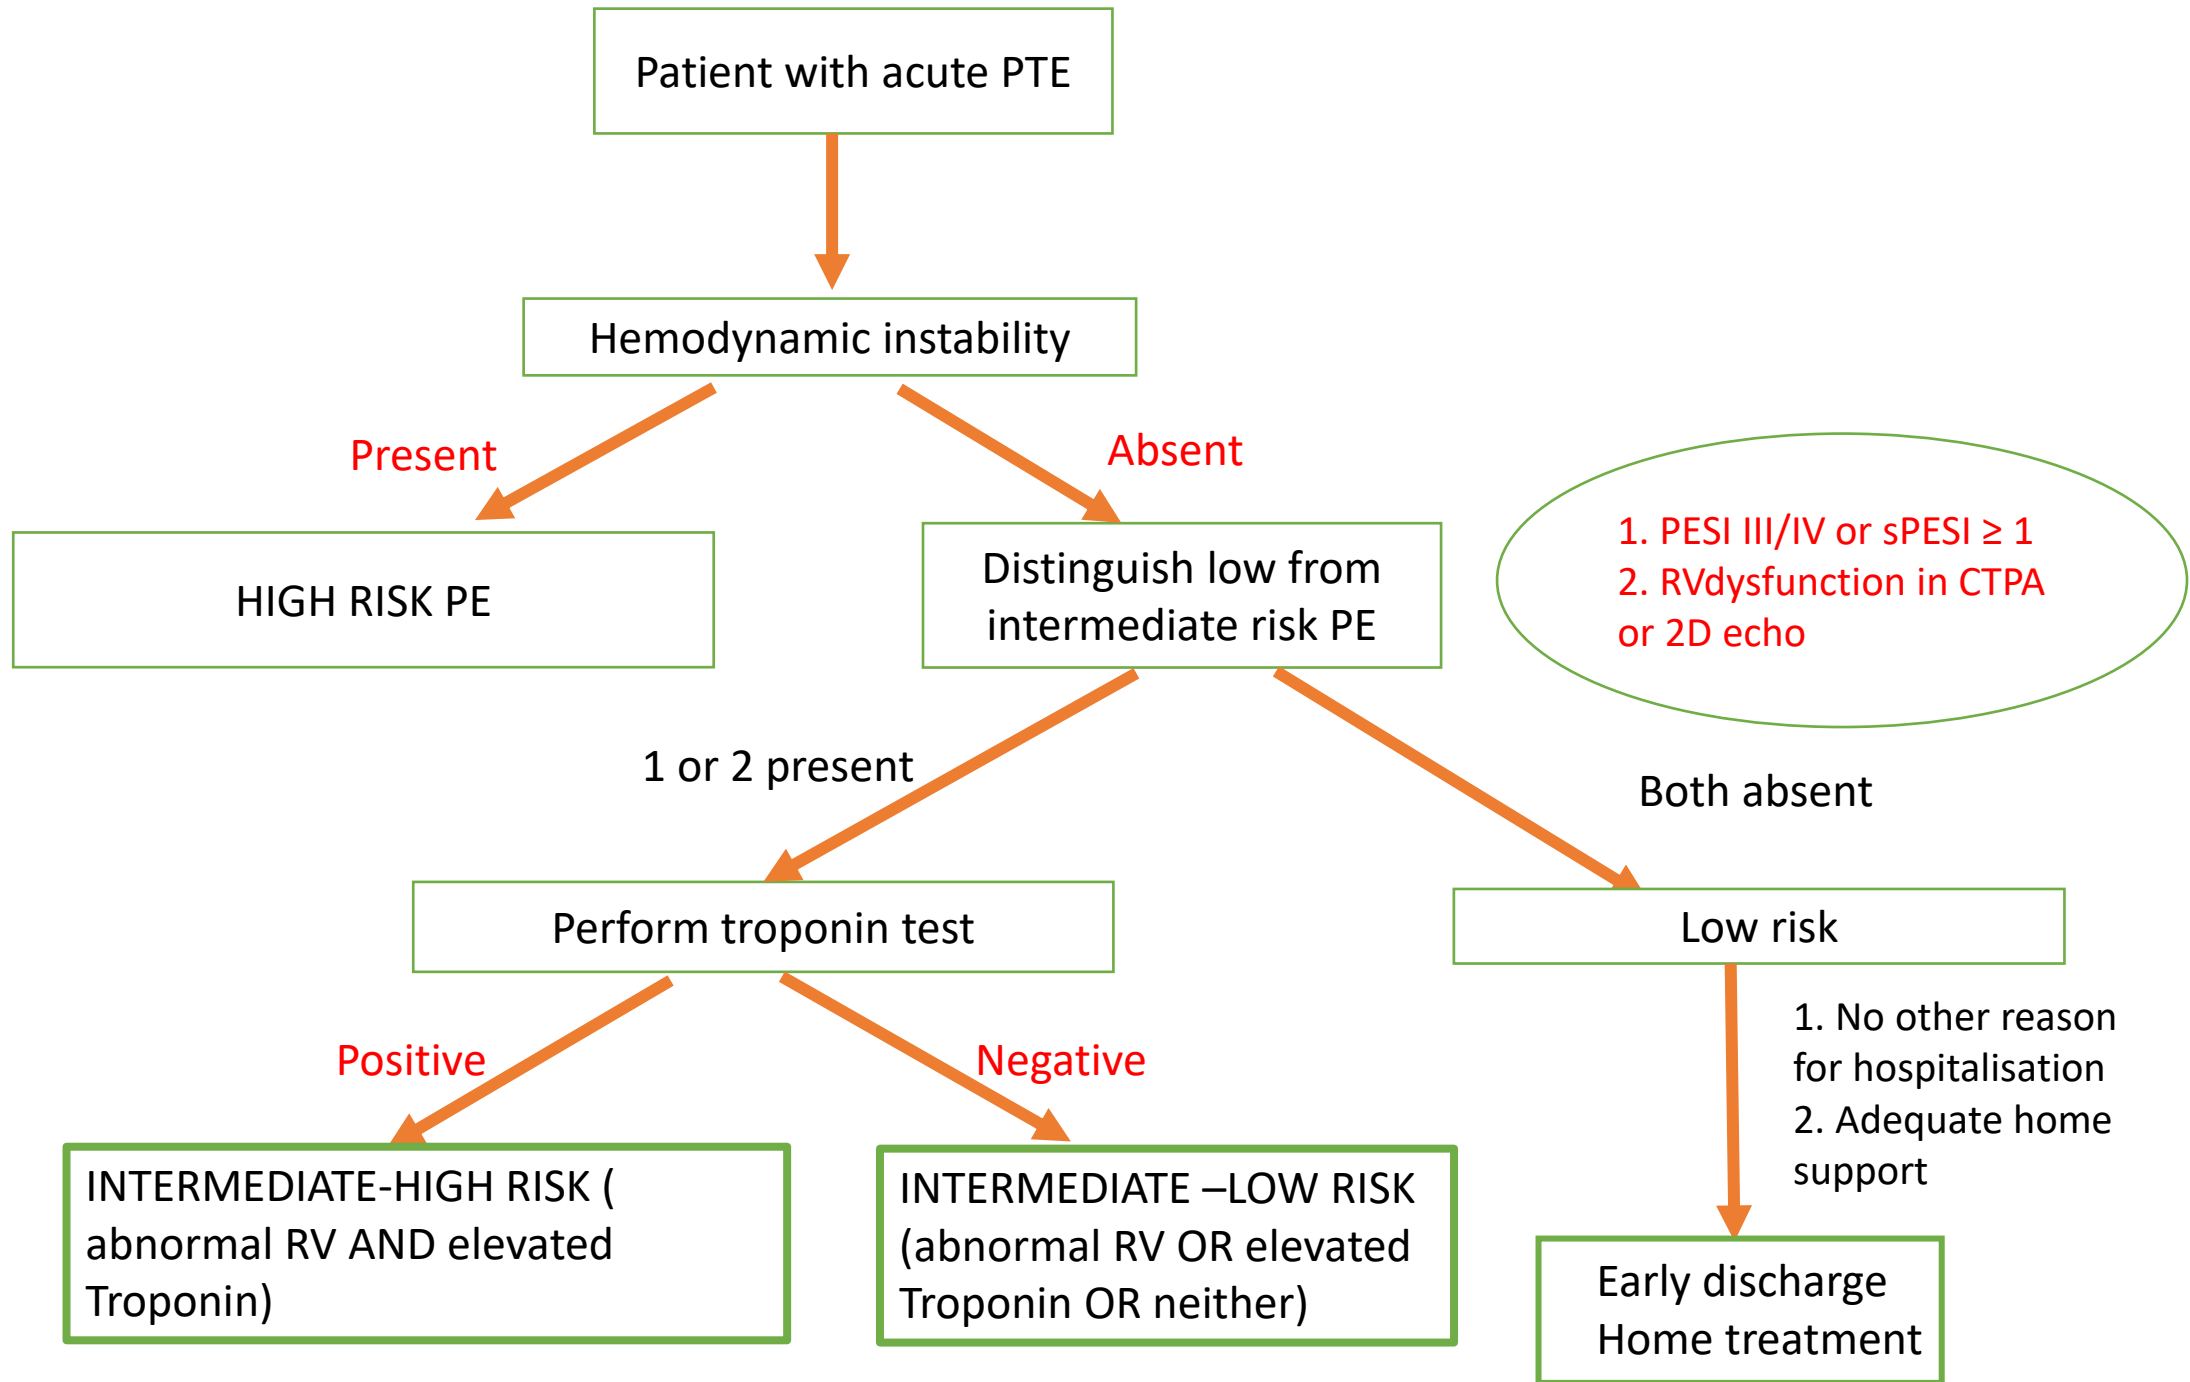 Patient with acute PTE
Hemodynamic instability
Present
Absent
HIGH RISK PE
Distinguish low from
intermediate risk PE
1. PESI III/IV or sPESI ≥ 1
2. RVdysfunction in CTPA
or 2D echo
1 or 2 present
Both absent
Perform troponin test
Low risk
Positive
Negative
1. No other reason
for hospitalisation
2. Adequate home
support
INTERMEDIATE-HIGH RISK (
abnormal RV AND elevated
Troponin)
INTERMEDIATE –LOW RISK
(abnormal RV OR elevated
Troponin OR neither)
Early discharge
Home treatment